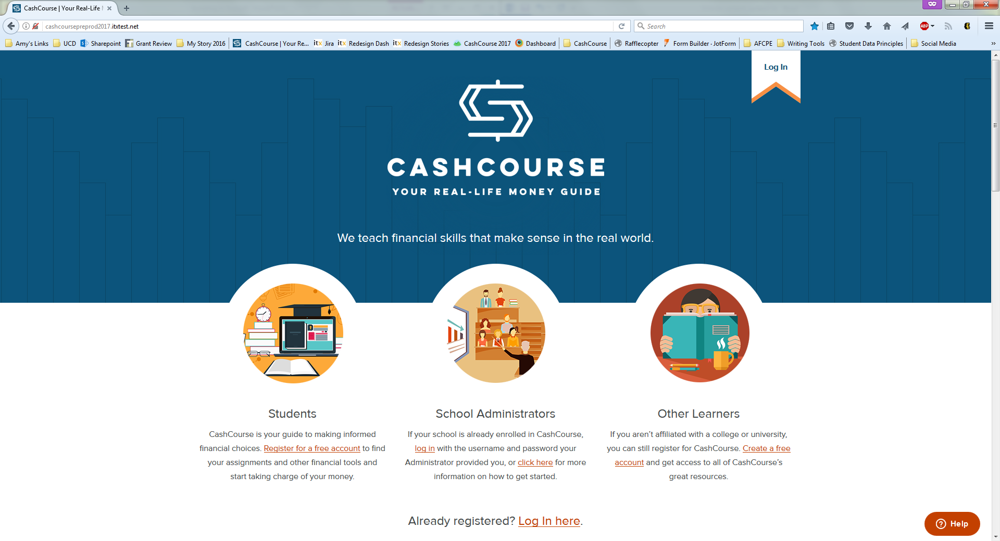 CashCourse | Your Real-Life
cashcoursepreprod2017.itxtest.net
Search
ABP
Amy's Links
UCD
Sharepoint
Grant Review
My Story 2016
CashCourse | Your Re...
itx Jira
itx Redesign Dash
itx Redesign Stories
CashCourse 2017
Dashboard
CashCourse
Rafflecopter
Form Builder · JotForm
AFCPE
Writing Tools
Student Data Principles
Social Media
Log In
CASHCOURSE
YOUR REAL-LIFE MONEY GUIDE
We teach financial skills that make sense in the real world.
Students
CashCourse is your guide to making informed
financial choices. Register for a free account to find
your assignments and other financial tools and
start taking charge of your money.
School Administrators
If your school is already enrolled in CashCourse,
log in with the username and password your
Administrator provided you, or click here for more
information on how to get started.
Other Learners
If you aren't affiliated with a college or university,
you can still register for CashCourse. Create a free
account and get access to all of CashCourse's
great resources.
Already registered? Log In here.
Help